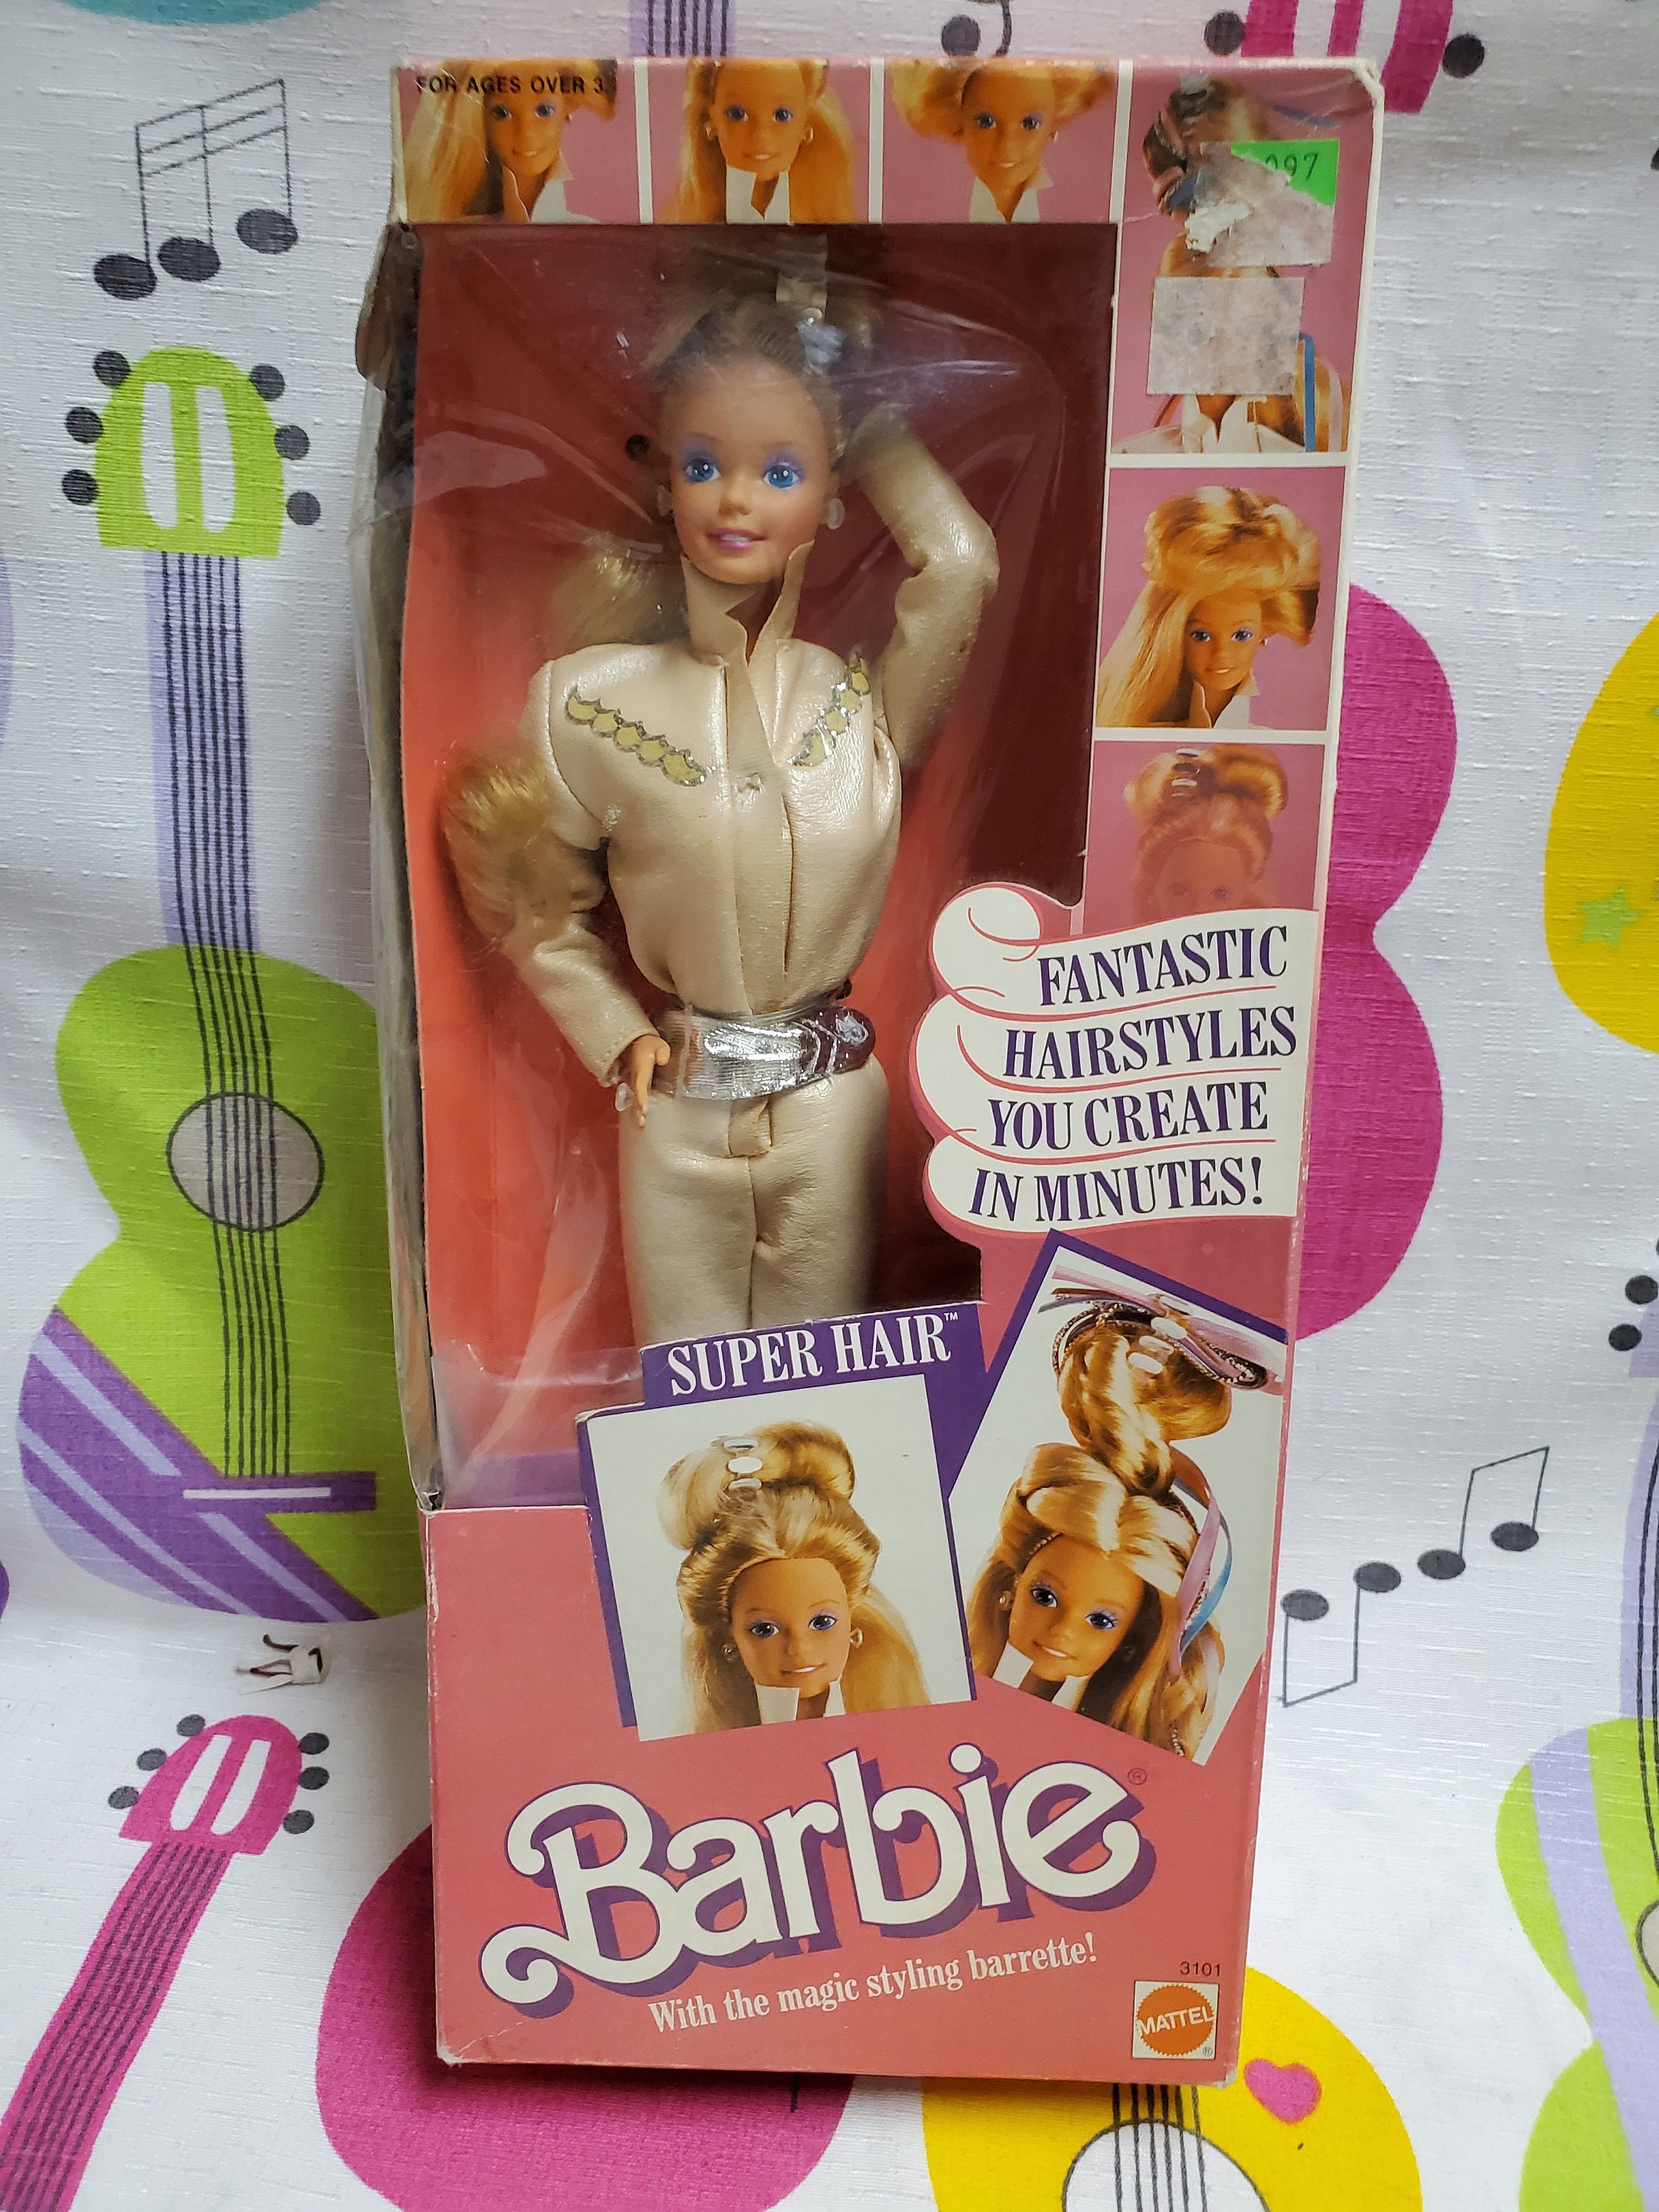 FOR AGES OVER 3
097
FANTASTIC
HAIRSTYLES
YOU CREATE
IN MINUTES!
SUPER HAIR™
Barbie®
With the magic styling barrette!
3101
MATTEL®